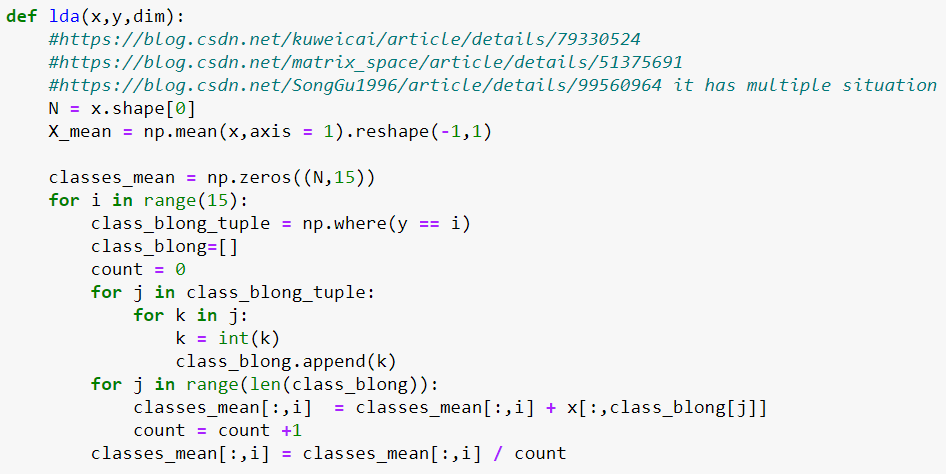 def lda(x,y,dim):
    #https://blog.csdn.net/kuweicai/article/details/79330524
    #https://blog.csdn.net/matrix_space/article/details/51375691
    #https://blog.csdn.net/SongGu1996/article/details/99560964 it has multiple situation
    N = x.shape[0]
    X_mean = np.mean(x,axis = 1).reshape(-1,1)

    classes_mean = np.zeros((N,15))
    for i in range(15):
        class_blong_tuple = np.where(y == i)
        class_blong=[]
        count = 0
        for j in class_blong_tuple:
            for k in j:
                k = int(k)
                class_blong.append(k)
        for j in range(len(class_blong)):
            classes_mean[:,i]  = classes_mean[:,i] + x[:,class_blong[j]]
            count = count +1
        classes_mean[:,i] = classes_mean[:,i] / count